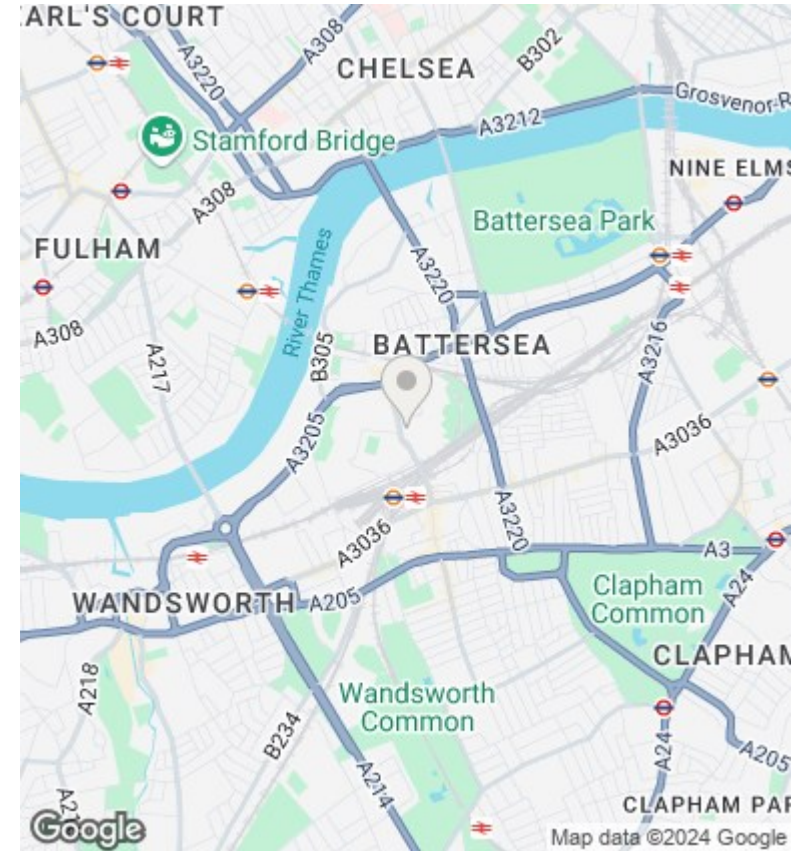 ARL'S COURT
A308
A3220
CHELSEA
B302
Grosvenor R
A3212
Stamford Bridge
NINE ELMS
A308
Battersea Park
FULHAM
River Thames
A3220
A308
B305
BATTERSEA
A3216
A217
A3205
A3036
A3220
A3036
A3
Clapham
Common
A24
WANDSWORTH
A205
CLAPHAM
A218
Wandsworth
Common
B234
A24
A205
A214
A21
CLAPHAM PAR
Google
Map data ©2024 Google